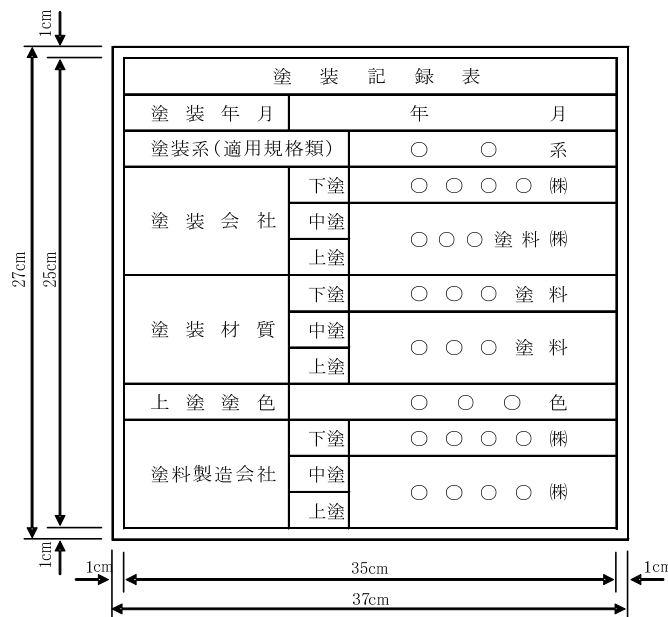 1cm
塗装記録表
塗装年月 年 月
塗装系(適用規格類) ○ ○ 系
塗装会社 下塗 ○○○○㈱
中塗
○○○塗料㈱
上塗
塗装材質 下塗 ○○○塗料
中塗
○○○塗料
上塗
上塗塗色 ○ ○ ○ 色
塗料製造会社 下塗 ○○○○㈱
中塗
○○○○㈱
上塗
27cm
25cm
1cm
1cm 35cm 1cm
37cm